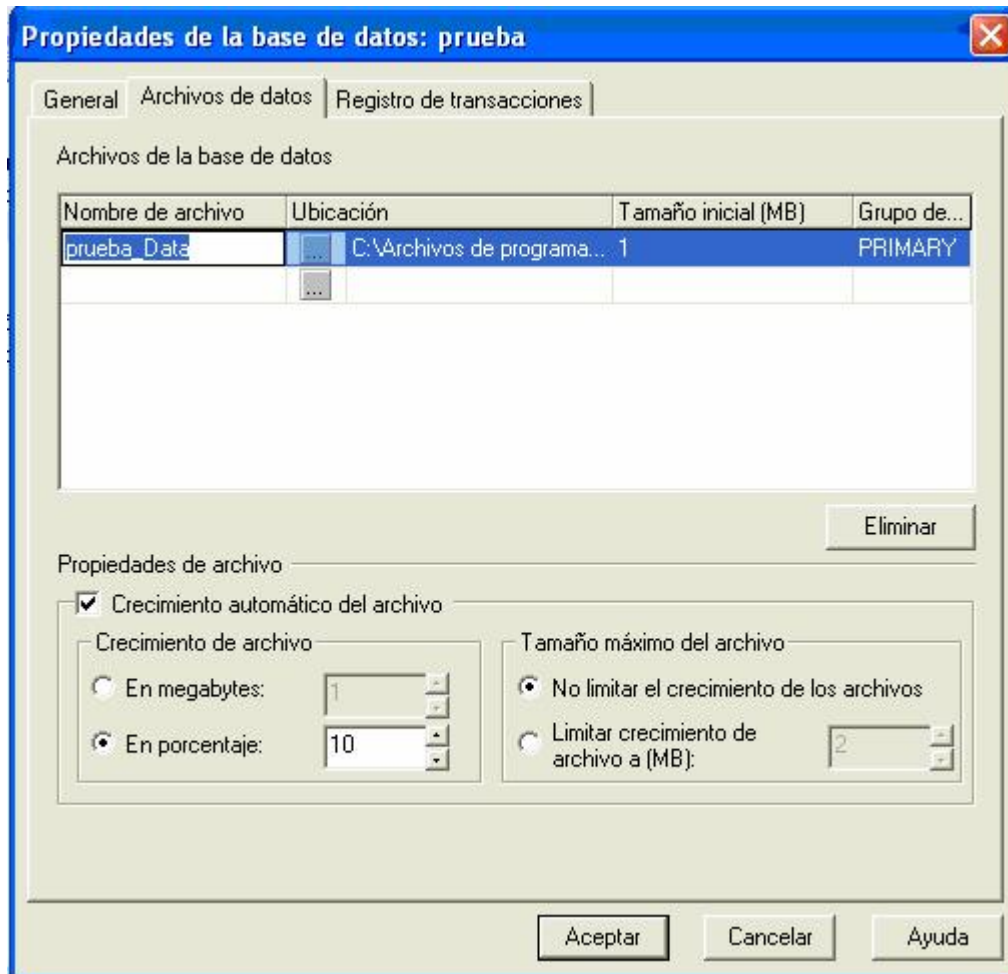 Propiedades de la base de datos: prueba
General Archivos de datos Registro de transacciones
Archivos de la base de datos
Nombre de archivo Ubicación Tamaño inicial (MB) Grupo de...
prueba_Data ... C:\Archivos de programa... 1 PRIMARY
...
Eliminar
Propiedades de archivo
Crecimiento automático del archivo
Crecimiento de archivo
En megabytes: 1
En porcentaje: 10
Tamaño máximo del archivo
No limitar el crecimiento de los archivos
Limitar crecimiento de
archivo a (MB): 2
Aceptar Cancelar Ayuda